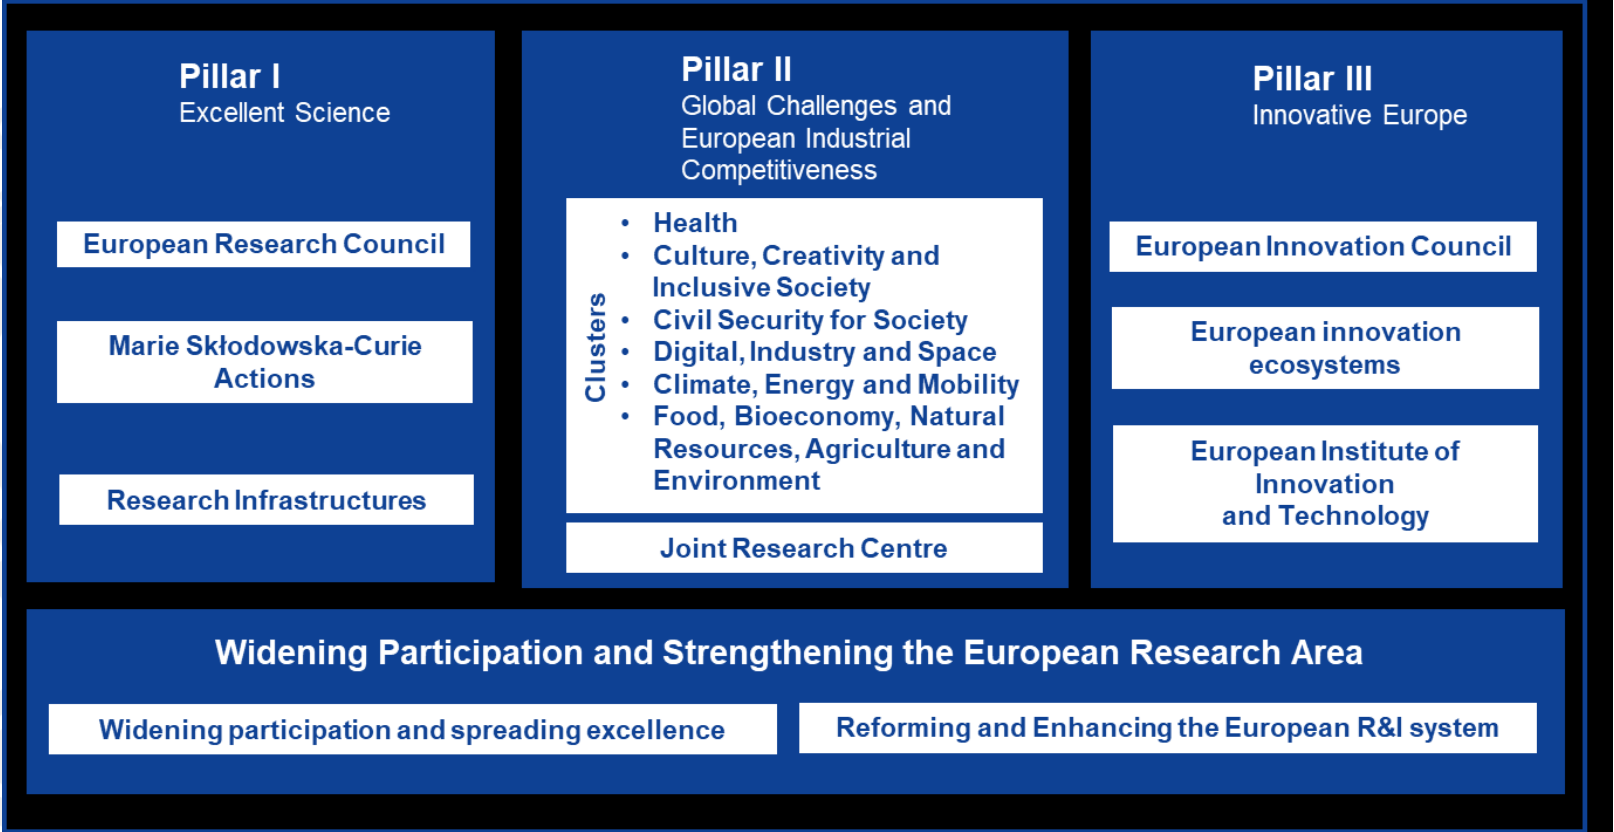 Pillar I
Excellent Science
European Research Council
Marie Skłodowska-Curie
Actions
Research Infrastructures
Pillar II
Global Challenges and
European Industrial
Competitiveness
Clusters
• Health
• Culture, Creativity and
Inclusive Society
• Civil Security for Society
• Digital, Industry and Space
• Climate, Energy and Mobility
• Food, Bioeconomy, Natural
Resources, Agriculture and
Environment
Joint Research Centre
Pillar III
Innovative Europe
European Innovation Council
European innovation
ecosystems
European Institute of
Innovation
and Technology
Widening Participation and Strengthening the European Research Area
Widening participation and spreading excellence
Reforming and Enhancing the European R&I system